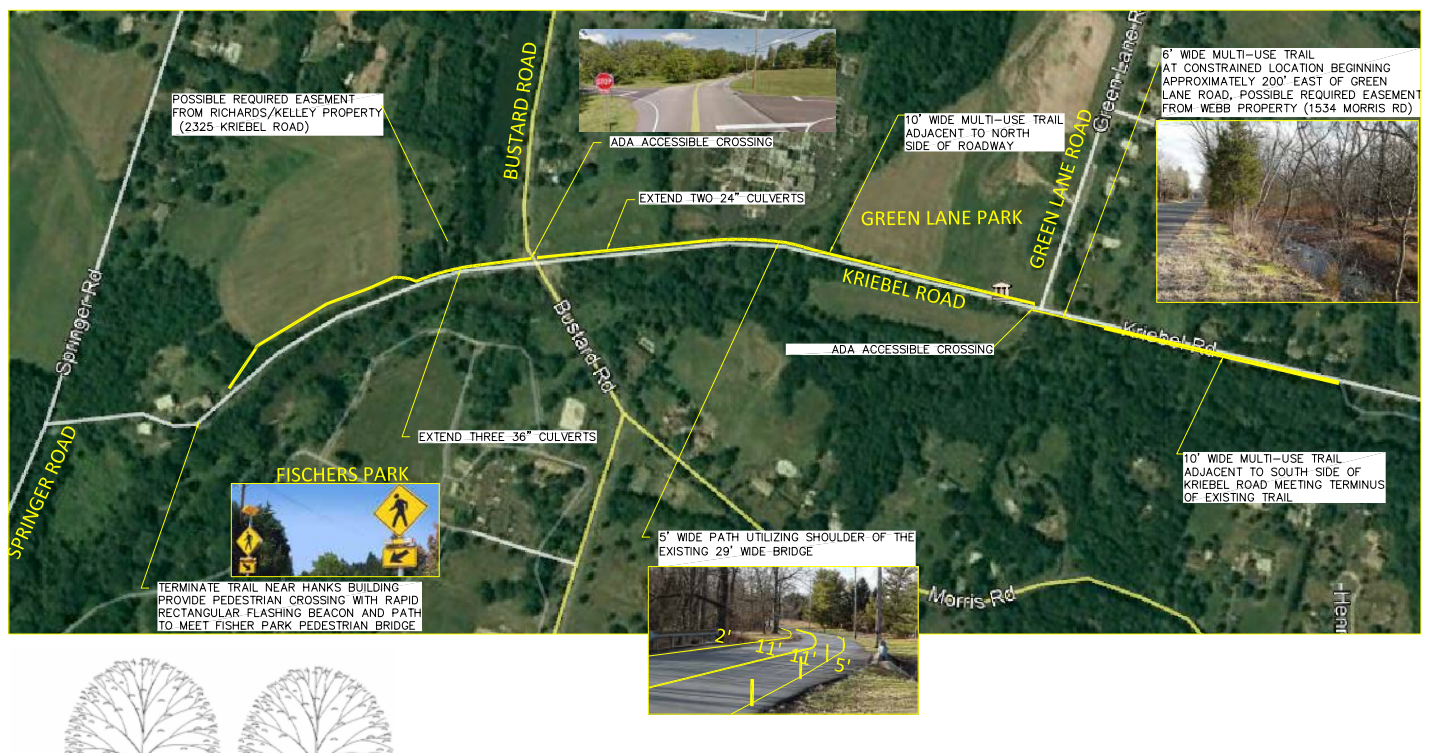 POSSIBLE REQUIRED EASEMENT
FROM RICHARDS/KELLEY PROPERTY
(2325 KRIEBEL ROAD)
BUSTARD ROAD
STOP
ADA ACCESSIBLE CROSSING
EXTEND TWO 24" CULVERTS
10' WIDE MULTI-USE TRAIL
ADJACENT TO NORTH
SIDE OF ROADWAY
GREEN LANE PARK
GREEN LANE ROAD
Green Lane R
6' WIDE MULTI-USE TRAIL
AT CONSTRAINED LOCATION BEGINNING
APPROXIMATELY 200' EAST OF GREEN
LANE ROAD, POSSIBLE REQUIRED EASEMENT
FROM WEBB PROPERTY (1534 MORRIS RD)
KRIEBEL ROAD
Kriebel Rd
ADA ACCESSIBLE CROSSING
Springer Rd
SPRINGER ROAD
Bustard Rd
EXTEND THREE 36" CULVERTS
FISCHERS PARK
10' WIDE MULTI-USE TRAIL
ADJACENT TO SOUTH SIDE OF
KRIEBEL ROAD MEETING TERMINUS
OF EXISTING TRAIL
5' WIDE PATH UTILIZING SHOULDER OF THE
EXISTING 29' WIDE BRIDGE
TERMINATE TRAIL NEAR HANKS BUILDING
PROVIDE PEDESTRIAN CROSSING WITH RAPID
RECTANGULAR FLASHING BEACON AND PATH
TO MEET FISHER PARK PEDESTRIAN BRIDGE
Morris Rd
Henn
2' 11' 11' 5'